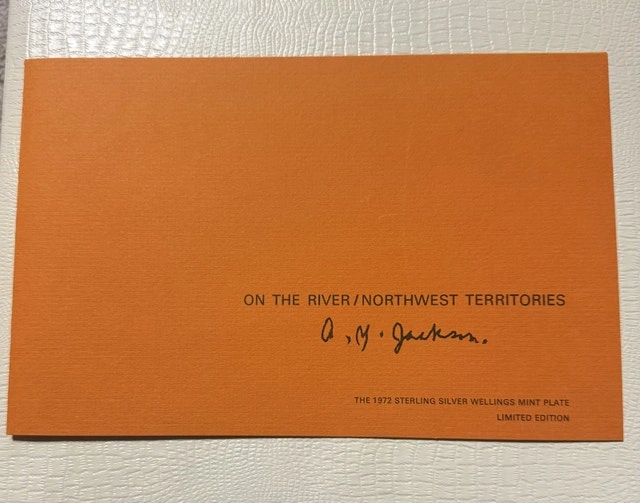 ON THE RIVER/NORTHWEST TERRITORIES
A. Y. Jackson.
THE 1972 STERLING SILVER WELLINGS MINT PLATE
LIMITED EDITION